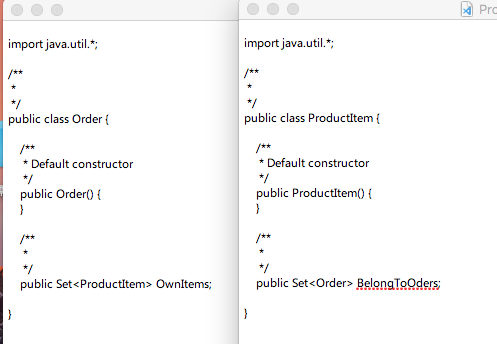 import java.util.*;
/**
*
*/
public class Order {
/**
* Default constructor
*/
public Order() {
}
/**
*
*/
public Set<ProductItem> OwnItems;
}
Pro
import java.util.*;
/**
*
*/
public class ProductItem {
/**
* Default constructor
*/
public ProductItem() {
}
/**
*
*/
public Set<Order> BelongToOders;
}